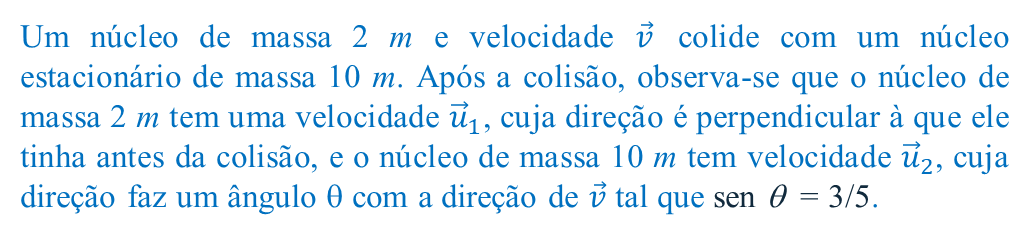 Um núcleo de massa 2 m e velocidade v⃗ colide com um núcleo
estacionário de massa 10 m. Após a colisão, observa-se que o núcleo de
massa 2 m tem uma velocidade u⃗₁, cuja direção é perpendicular à que ele
tinha antes da colisão, e o núcleo de massa 10 m tem velocidade u⃗₂, cuja
direção faz um ângulo θ com a direção de v⃗ tal que sen θ = 3/5.